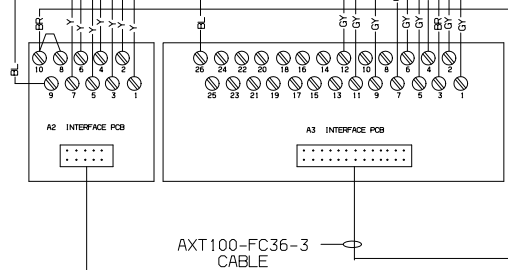 BR Y Y Y Y Y Y BL GY GY GY GY GY BR GY GY
BL
10 8 6 4 2 26 24 22 20 18 16 14 12 10 8 6 4 2
9 7 5 3 1 25 23 21 19 17 15 13 11 9 7 5 3 1
A2 INTERFACE PCB A3 INTERFACE PCB
AXT100-FC36-3
CABLE